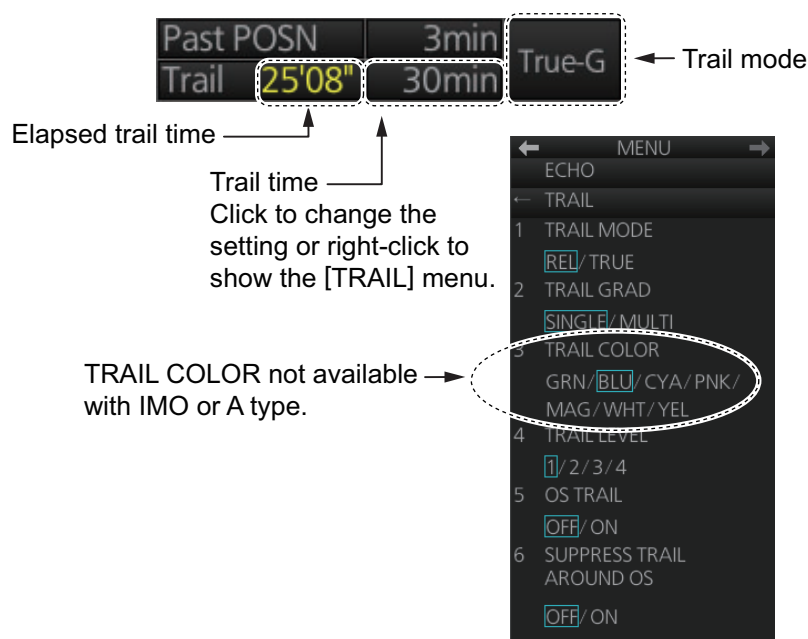 Past POSN 3min
Trail 25'08" 30min
True-G
Trail mode
Elapsed trail time
Trail time
Click to change the
setting or right-click to
show the [TRAIL] menu.
TRAIL COLOR not available
with IMO or A type.
← MENU →
ECHO
← TRAIL
1 TRAIL MODE
REL/TRUE
2 TRAIL GRAD
SINGLE/MULTI
3 TRAIL COLOR
GRN/BLU/CYA/PNK/
MAG/WHT/YEL
4 TRAIL LEVEL
1/2/3/4
5 OS TRAIL
OFF/ON
6 SUPPRESS TRAIL
AROUND OS
OFF/ON